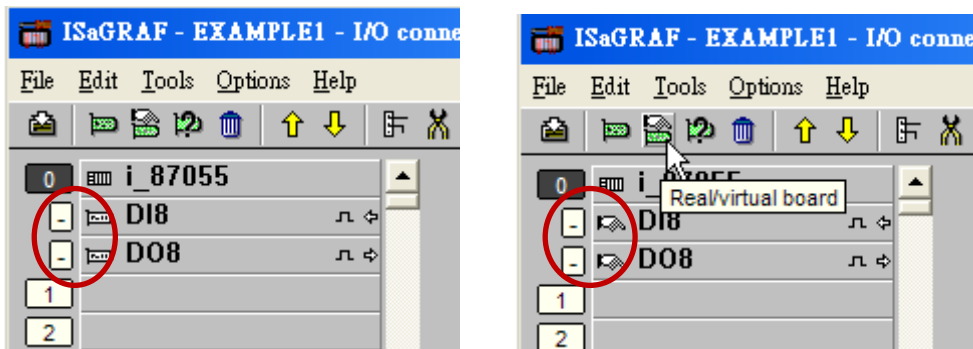 ISaGRAF - EXAMPLE1 - I/O conne
File Edit Tools Options Help
0 i_87055
- DI8
- DO8
1
2
ISaGRAF - EXAMPLE1 - I/O conne
File Edit Tools Options Help
0
Real/virtual board
- DI8
- DO8
1
2